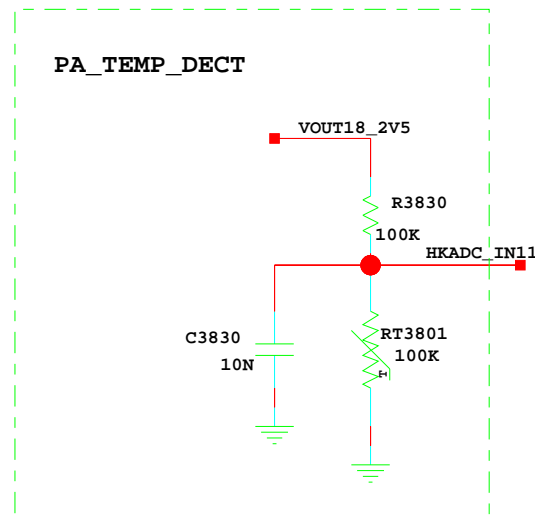 PA_TEMP_DECT
VOUT18_2V5
R3830
100K
HKADC_IN11
C3830
10N
RT3801
100K
T